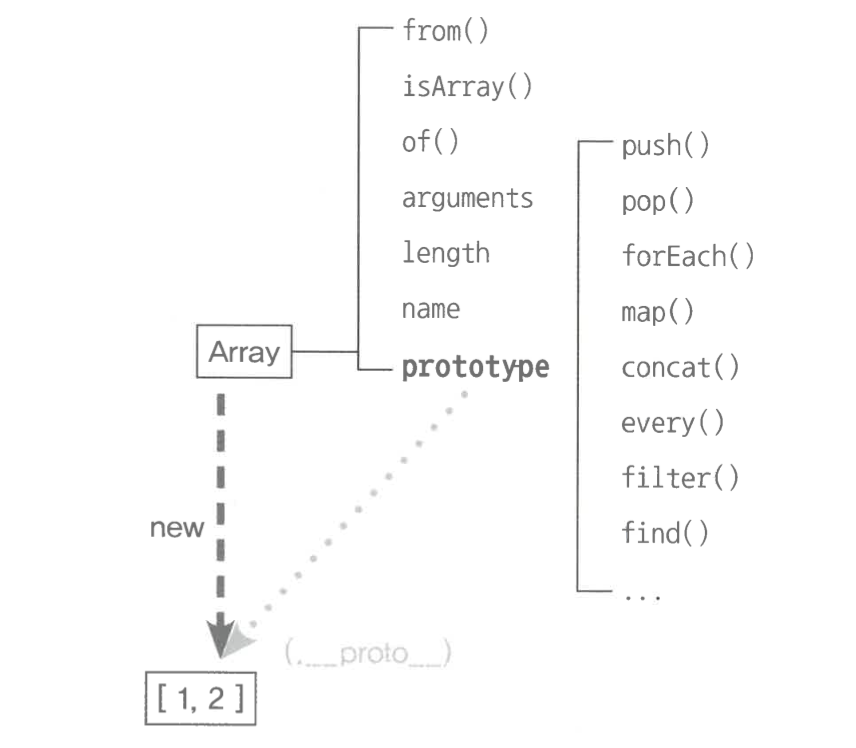 from()
isArray()
of()
arguments
length
name
prototype
push()
pop()
forEach()
map()
concat()
every()
filter()
find()
...
Array
new
(.__proto__)
[ 1, 2 ]